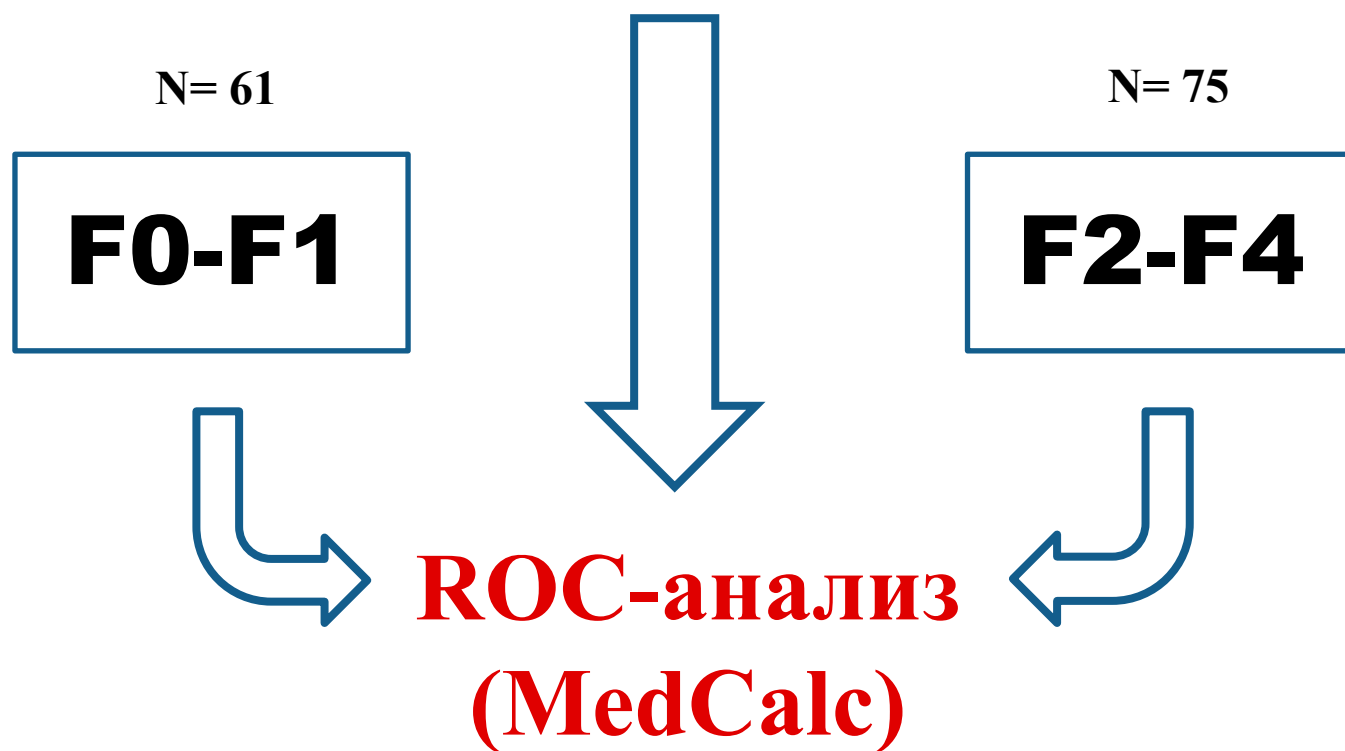 N= 61
N= 75
F0-F1
F2-F4
ROC-анализ
(MedCalc)